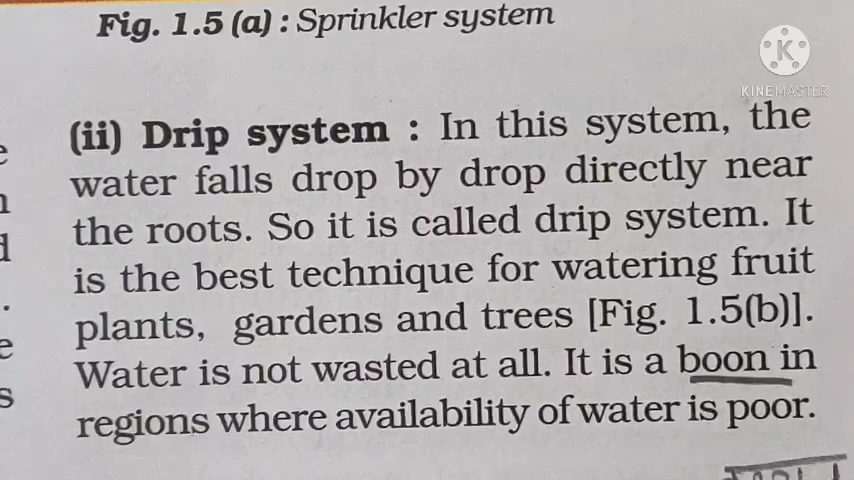 Fig. 1.5 (a) : Sprinkler system
K
KINEMASTER
(ii) Drip system : In this system, the
water falls drop by drop directly near
the roots. So it is called drip system. It
is the best technique for watering fruit
plants, gardens and trees [Fig. 1.5(b)].
Water is not wasted at all. It is a boon in
regions where availability of water is poor.